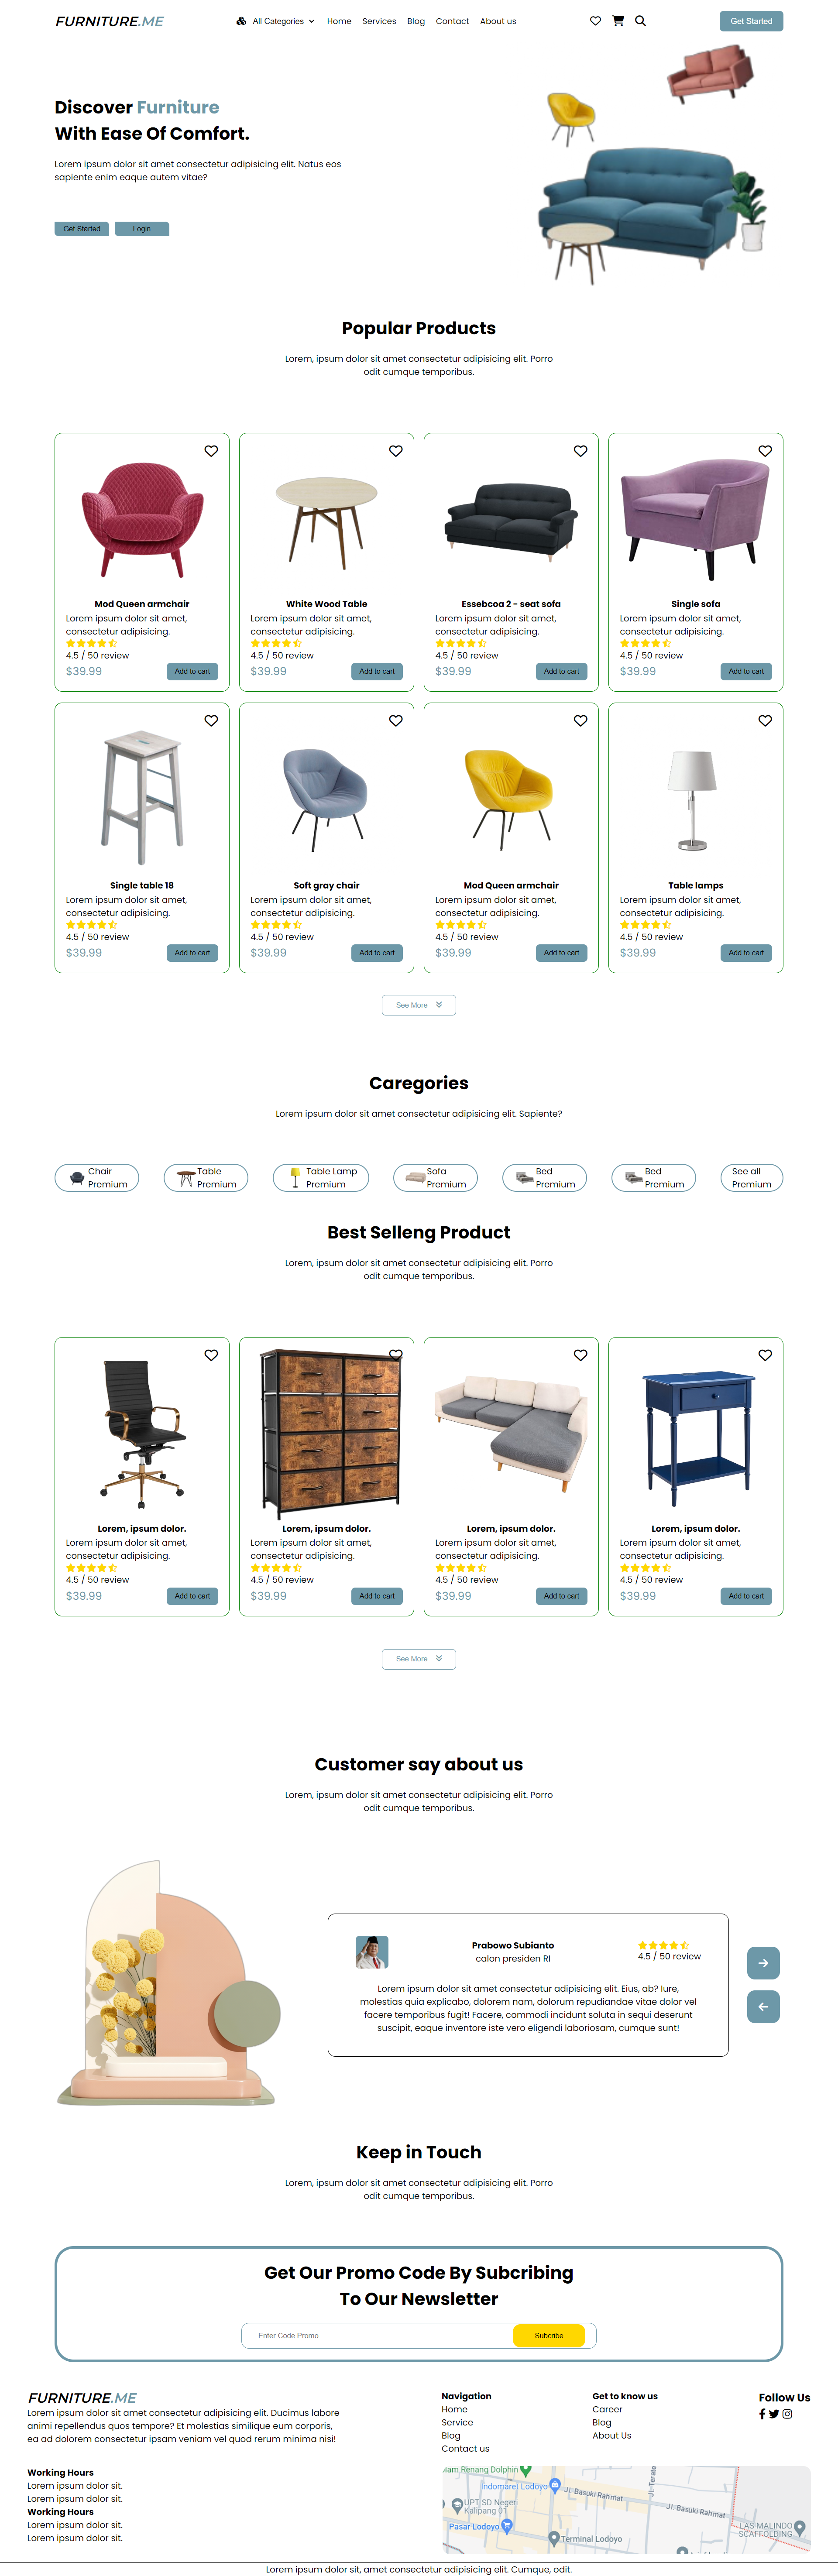 FURNITURE.ME
All Categories
Home
Services
Blog
Contact
About us
Get Started
Discover Furniture
With Ease Of Comfort.
Lorem ipsum dolor sit amet consectetur adipisicing elit. Natus eos
sapiente enim eaque autem vitae?
Get Started
Login
Popular Products
Lorem, ipsum dolor sit amet consectetur adipisicing elit. Porro
odit cumque temporibus.
Mod Queen armchair
Lorem ipsum dolor sit amet,
consectetur adipisicing.
4.5 / 50 review
$39.99
Add to cart
White Wood Table
Lorem ipsum dolor sit amet,
consectetur adipisicing.
4.5 / 50 review
$39.99
Add to cart
Essebcoa 2 - seat sofa
Lorem ipsum dolor sit amet,
consectetur adipisicing.
4.5 / 50 review
$39.99
Add to cart
Single sofa
Lorem ipsum dolor sit amet,
consectetur adipisicing.
4.5 / 50 review
$39.99
Add to cart
Single table 18
Lorem ipsum dolor sit amet,
consectetur adipisicing.
4.5 / 50 review
$39.99
Add to cart
Soft gray chair
Lorem ipsum dolor sit amet,
consectetur adipisicing.
4.5 / 50 review
$39.99
Add to cart
Mod Queen armchair
Lorem ipsum dolor sit amet,
consectetur adipisicing.
4.5 / 50 review
$39.99
Add to cart
Table lamps
Lorem ipsum dolor sit amet,
consectetur adipisicing.
4.5 / 50 review
$39.99
Add to cart
See More
Caregories
Lorem ipsum dolor sit amet consectetur adipisicing elit. Sapiente?
Chair
Premium
Table
Premium
Table Lamp
Premium
Sofa
Premium
Bed
Premium
Bed
Premium
See all
Premium
Best Selleng Product
Lorem, ipsum dolor sit amet consectetur adipisicing elit. Porro
odit cumque temporibus.
Lorem, ipsum dolor.
Lorem ipsum dolor sit amet,
consectetur adipisicing.
4.5 / 50 review
$39.99
Add to cart
Lorem, ipsum dolor.
Lorem ipsum dolor sit amet,
consectetur adipisicing.
4.5 / 50 review
$39.99
Add to cart
Lorem, ipsum dolor.
Lorem ipsum dolor sit amet,
consectetur adipisicing.
4.5 / 50 review
$39.99
Add to cart
Lorem, ipsum dolor.
Lorem ipsum dolor sit amet,
consectetur adipisicing.
4.5 / 50 review
$39.99
Add to cart
See More
Customer say about us
Lorem, ipsum dolor sit amet consectetur adipisicing elit. Porro
odit cumque temporibus.
Prabowo Subianto
calon presiden RI
4.5 / 50 review
Lorem ipsum dolor sit amet consectetur adipisicing elit. Eius, ab? Iure,
molestias quia explicabo, dolorem nam, dolorum repudiandae vitae dolor vel
facere temporibus fugit! Facere, commodi incidunt soluta in sequi deserunt
suscipit, eaque inventore iste vero eligendi laboriosam, cumque sunt!
Keep in Touch
Lorem, ipsum dolor sit amet consectetur adipisicing elit. Porro
odit cumque temporibus.
Get Our Promo Code By Subcribing
To Our Newsletter
Enter Code Promo
Subcribe
FURNITURE.ME
Lorem ipsum dolor sit amet consectetur adipisicing elit. Ducimus labore
animi repellendus quos tempore? Et molestias similique eum corporis,
ea ad dolorem consectetur ipsam veniam vel quod rerum minima nisi!
Working Hours
Lorem ipsum dolor sit.
Lorem ipsum dolor sit.
Working Hours
Lorem ipsum dolor sit.
Lorem ipsum dolor sit.
Navigation
Home
Service
Blog
Contact us
Get to know us
Career
Blog
About Us
Follow Us
am Renang Dolphin
Indomaret Lodoyo
Jl. Basuki Rahmat
Jl. Terate
UPT SD Negeri
Kalipang 01
Jl. Basuki Rahmat
Pasar Lodoyo
Terminal Lodoyo
LAS MALINDO
SCAFFOLDING
Lorem ipsum dolor sit, amet consectetur adipisicing elit. Cumque, odit.